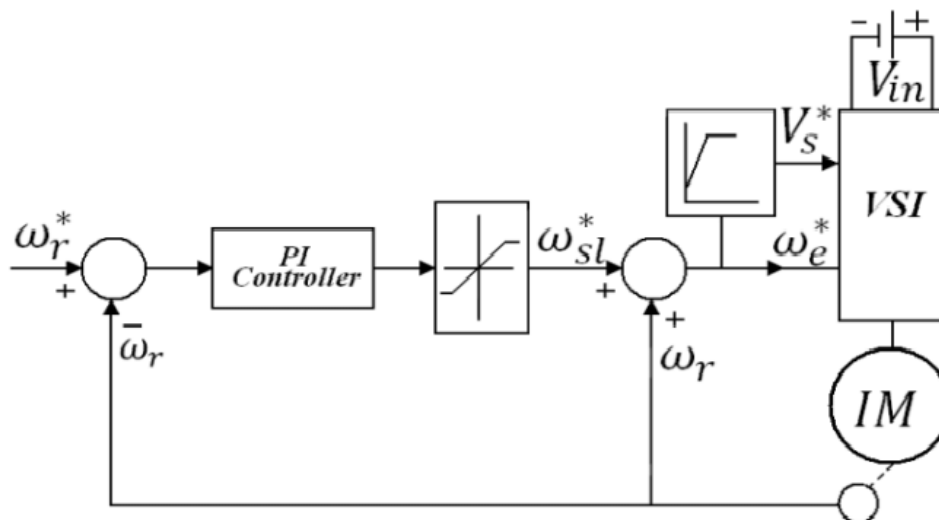 − +
V_in
V_s^*
VSI
ω_r^*
+
−
ω_r
PI
Controller
ω_sl^*
+
+
ω_r
ω_e^*
IM